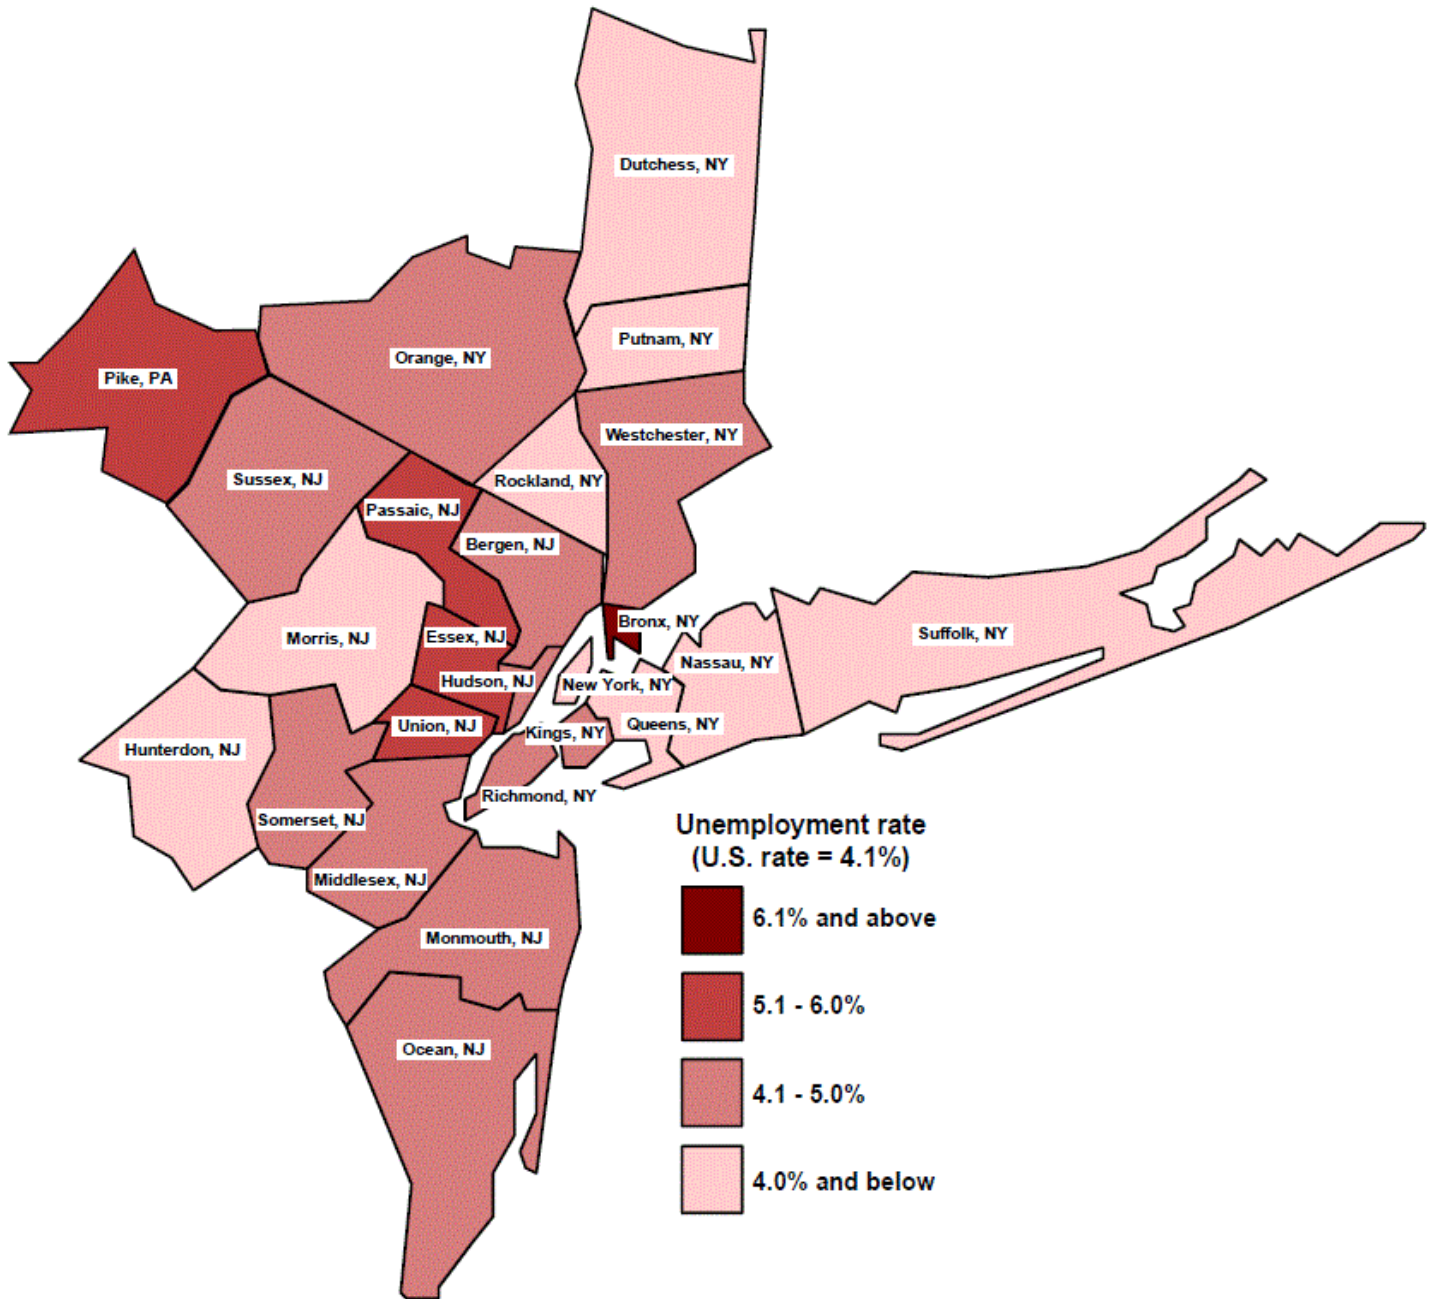 Dutchess, NY
Putnam, NY
Orange, NY
Pike, PA
Westchester, NY
Sussex, NJ
Rockland, NY
Passaic, NJ
Bergen, NJ
Bronx, NY
Suffolk, NY
Morris, NJ
Essex, NJ
Nassau, NY
Hudson, NJ
New York, NY
Union, NJ
Queens, NY
Kings, NY
Hunterdon, NJ
Richmond, NY
Somerset, NJ
Middlesex, NJ
Monmouth, NJ
Ocean, NJ
Unemployment rate
(U.S. rate = 4.1%)
6.1% and above
5.1 - 6.0%
4.1 - 5.0%
4.0% and below